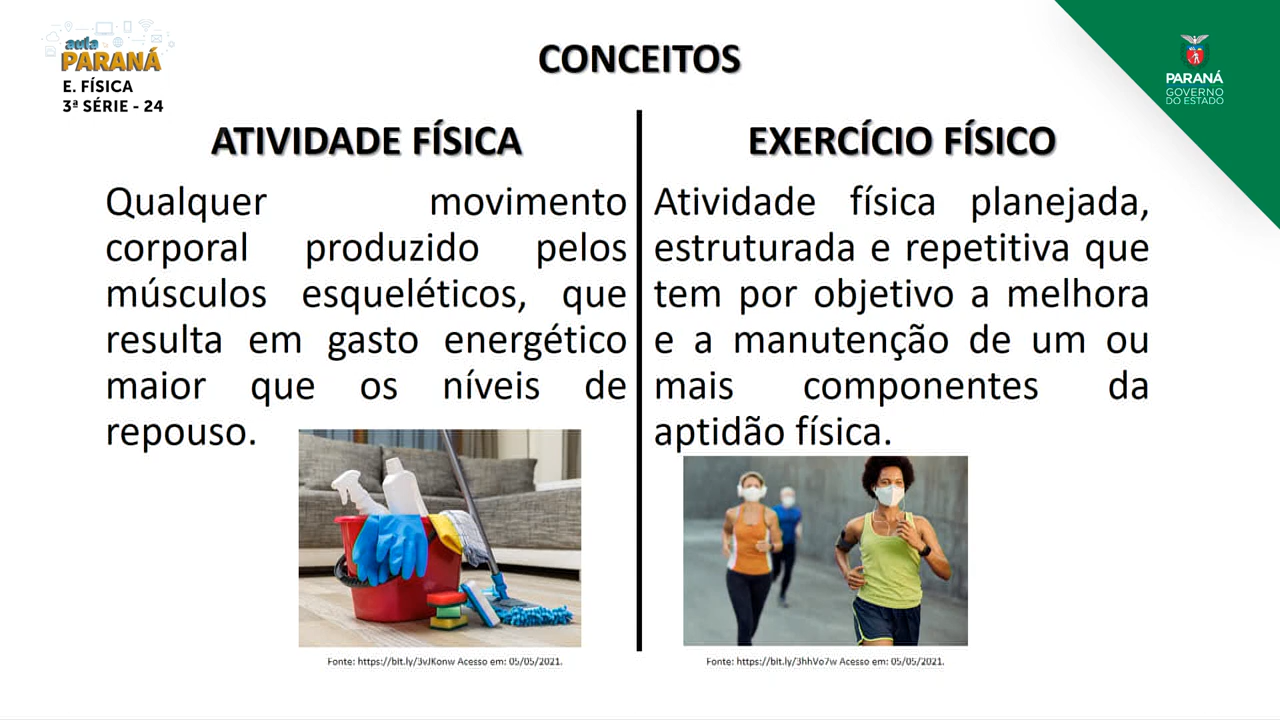 aula
PARANÁ
E. FÍSICA
3ª SÉRIE - 24
CONCEITOS
PARANÁ
GOVERNO
DO ESTADO
ATIVIDADE FÍSICA
Qualquer movimento
corporal produzido pelos
músculos esqueléticos, que
resulta em gasto energético
maior que os níveis de
repouso.
Fonte: https://bit.ly/3vJKonw Acesso em: 05/05/2021.
EXERCÍCIO FÍSICO
Atividade física planejada,
estruturada e repetitiva que
tem por objetivo a melhora
e a manutenção de um ou
mais componentes da
aptidão física.
Fonte: https://bit.ly/3hhVo7w Acesso em: 05/05/2021.